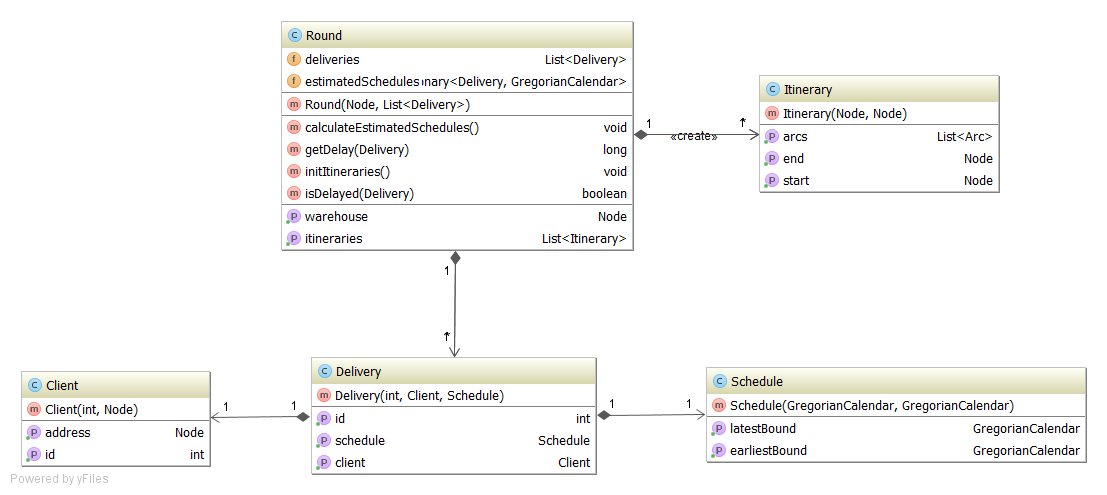 Round
deliveries List<Delivery>
estimatedSchedules onary<Delivery, GregorianCalendar>
Round(Node, List<Delivery>)
calculateEstimatedSchedules() void
getDelay(Delivery) long
initItineraries() void
isDelayed(Delivery) boolean
warehouse Node
itineraries List<Itinerary>
1 «create» *
Itinerary
Itinerary(Node, Node)
arcs List<Arc>
end Node
start Node
1
*
Client
Client(int, Node)
address Node
id int
1 1
Delivery
Delivery(int, Client, Schedule)
id int
schedule Schedule
client Client
1 1
Schedule
Schedule(GregorianCalendar, GregorianCalendar)
latestBound GregorianCalendar
earliestBound GregorianCalendar
Powered by yFiles